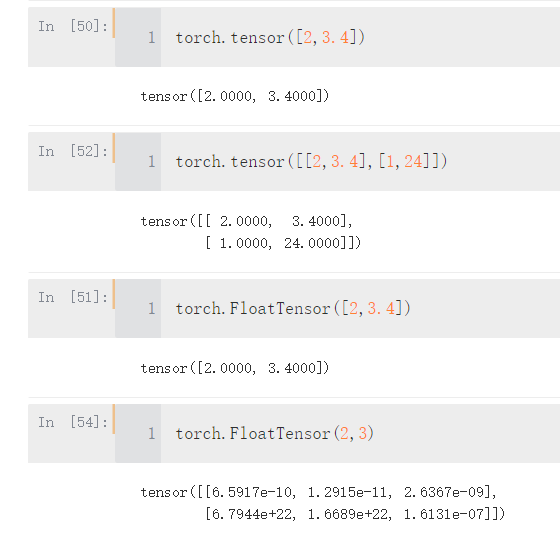 In [50]:
1 torch.tensor([2,3.4])
tensor([2.0000, 3.4000])
In [52]:
1 torch.tensor([[2,3.4],[1,24]])
tensor([[ 2.0000,  3.4000],
        [ 1.0000, 24.0000]])
In [51]:
1 torch.FloatTensor([2,3.4])
tensor([2.0000, 3.4000])
In [54]:
1 torch.FloatTensor(2,3)
tensor([[6.5917e-10, 1.2915e-11, 2.6367e-09],
        [6.7944e+22, 1.6689e+22, 1.6131e-07]])